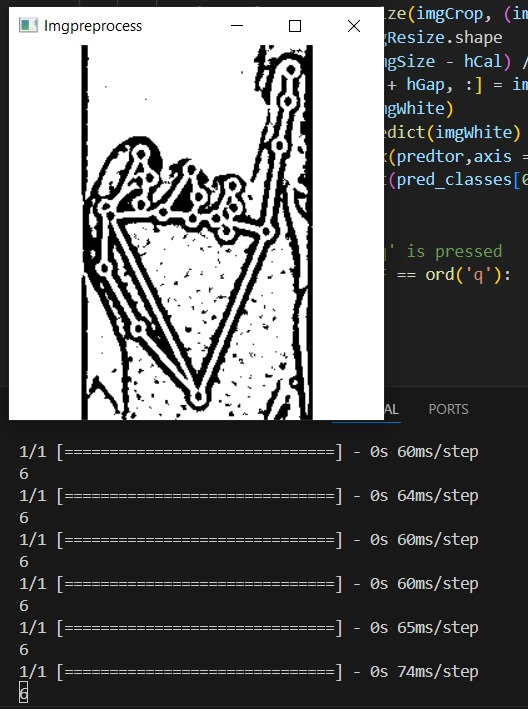 Imgpreprocess
ize(imgCrop, (im
gResize.shape
gSize - hCal) /
+ hGap, :] = im
gWhite)
edict(imgWhite)
x(predtor,axis =
t(pred_classes[0
q' is pressed
F == ord('q'):
AL PORTS
1/1 [==============================] - 0s 60ms/step
6
1/1 [==============================] - 0s 64ms/step
6
1/1 [==============================] - 0s 60ms/step
6
1/1 [==============================] - 0s 60ms/step
6
1/1 [==============================] - 0s 65ms/step
6
1/1 [==============================] - 0s 74ms/step
6